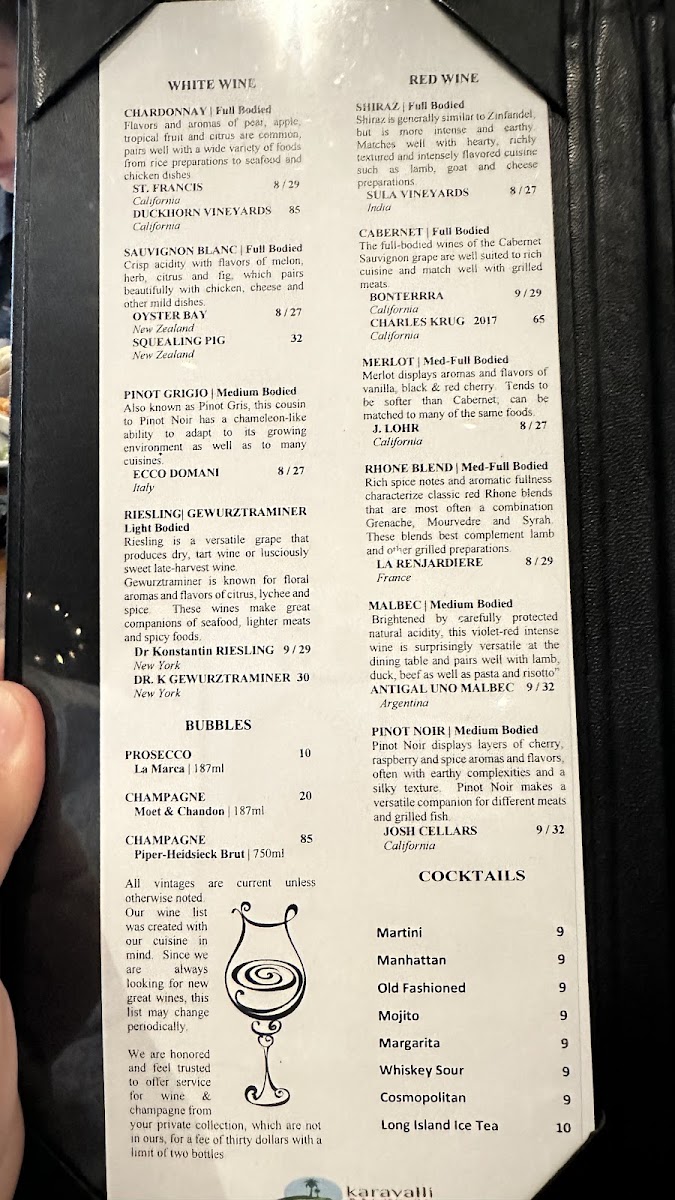 WHITE WINE
CHARDONNAY | Full Bodied
Flavors and aromas of pear, apple,
tropical fruit and citrus are common,
pairs well with a wide variety of foods
from rice preparations to seafood and
chicken dishes
ST. FRANCIS 8 / 29
California
DUCKHORN VINEYARDS 85
California
SAUVIGNON BLANC | Full Bodied
Crisp acidity with flavors of melon,
herb, citrus and fig, which pairs
beautifully with chicken, cheese and
other mild dishes.
OYSTER BAY 8 / 27
New Zealand
SQUEALING PIG 32
New Zealand
PINOT GRIGIO | Medium Bodied
Also known as Pinot Gris, this cousin
to Pinot Noir has a chameleon-like
ability to adapt to its growing
environment as well as to many
cuisines.
ECCO DOMANI 8 / 27
Italy
RIESLING| GEWURZTRAMINER
Light Bodied
Riesling is a versatile grape that
produces dry, tart wine or lusciously
sweet late-harvest wine.
Gewurztraminer is known for floral
aromas and flavors of citrus, lychee and
spice. These wines make great
companions of seafood, lighter meats
and spicy foods.
Dr Konstantin RIESLING 9 / 29
New York
DR. K GEWURZTRAMINER 30
New York
BUBBLES
PROSECCO 10
La Marca | 187ml
CHAMPAGNE 20
Moet & Chandon | 187ml
CHAMPAGNE 85
Piper-Heidsieck Brut | 750ml
All vintages are current unless
otherwise noted.
Our wine list
was created with
our cuisine in
mind. Since we
are always
looking for new
great wines, this
list may change
periodically.
We are honored
and feel trusted
to offer service
for wine &
champagne from
your private collection, which are not
in ours, for a fee of thirty dollars with a
limit of two bottles
RED WINE
SHIRAZ | Full Bodied
Shiraz is generally similar to Zinfandel,
but is more intense and earthy.
Matches well with hearty, richly
textured and intensely flavored cuisine
such as lamb, goat and cheese
preparations.
SULA VINEYARDS 8 / 27
India
CABERNET | Full Bodied
The full-bodied wines of the Cabernet
Sauvignon grape are well suited to rich
cuisine and match well with grilled
meats.
BONTERRRA 9 / 29
California
CHARLES KRUG 2017 65
California
MERLOT | Med-Full Bodied
Merlot displays aromas and flavors of
vanilla, black & red cherry. Tends to
be softer than Cabernet; can be
matched to many of the same foods.
J. LOHR 8 / 27
California
RHONE BLEND | Med-Full Bodied
Rich spice notes and aromatic fullness
characterize classic red Rhone blends
that are most often a combination
Grenache, Mourvedre and Syrah.
These blends best complement lamb
and other grilled preparations.
LA RENJARDIERE 8 / 29
France
MALBEC | Medium Bodied
Brightened by carefully protected
natural acidity, this violet-red intense
wine is surprisingly versatile at the
dining table and pairs well with lamb,
duck, beef as well as pasta and risotto"
ANTIGAL UNO MALBEC 9 / 32
Argentina
PINOT NOIR | Medium Bodied
Pinot Noir displays layers of cherry,
raspberry and spice aromas and flavors,
often with earthy complexities and a
silky texture. Pinot Noir makes a
versatile companion for different meats
and grilled fish.
JOSH CELLARS 9 / 32
California
COCKTAILS
Martini 9
Manhattan 9
Old Fashioned 9
Mojito 9
Margarita 9
Whiskey Sour 9
Cosmopolitan 9
Long Island Ice Tea 10
karavalli